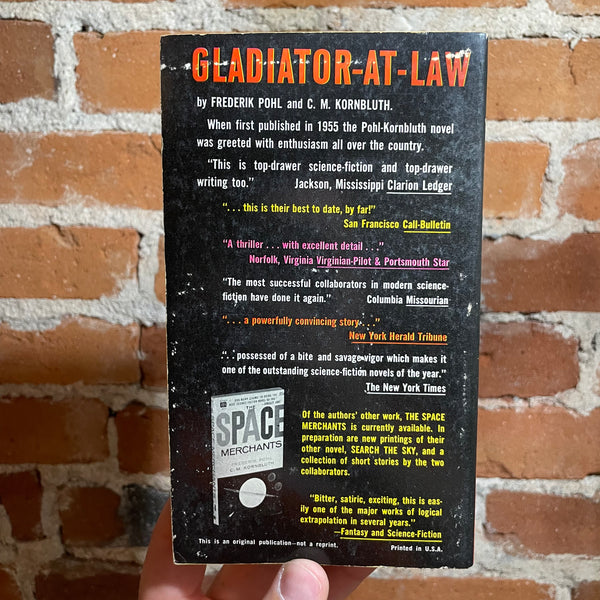 GLADIATOR-AT-LAW
by FREDERIK POHL and C. M. KORNBLUTH.
When first published in 1955 the Pohl-Kornbluth novel
was greeted with enthusiasm all over the country.
"This is top-drawer science-fiction and top-drawer
writing too." Jackson, Mississippi Clarion Ledger
". . . this is their best to date, by far!"
San Francisco Call-Bulletin
"A thriller . . . with excellent detail . . ."
Norfolk, Virginia Virginian-Pilot & Portsmouth Star
"The most successful collaborators in modern science-
fiction have done it again." Columbia Missourian
". . . a powerfully convincing story . . ."
New York Herald Tribune
". . possessed of a bite and savage vigor which makes it
one of the outstanding science-fiction novels of the year."
The New York Times
THE
SPACE
MERCHANTS
FREDERIK POHL
C. M. KORNBLUTH
Of the authors' other work, THE SPACE
MERCHANTS is currently available. In
preparation are new printings of their
other novel, SEARCH THE SKY, and a
collection of short stories by the two
collaborators.
"Bitter, satiric, exciting, this is eas-
ily one of the major works of logical
extrapolation in several years."
—Fantasy and Science-Fiction
This is an original publication—not a reprint.
Printed in U.S.A.